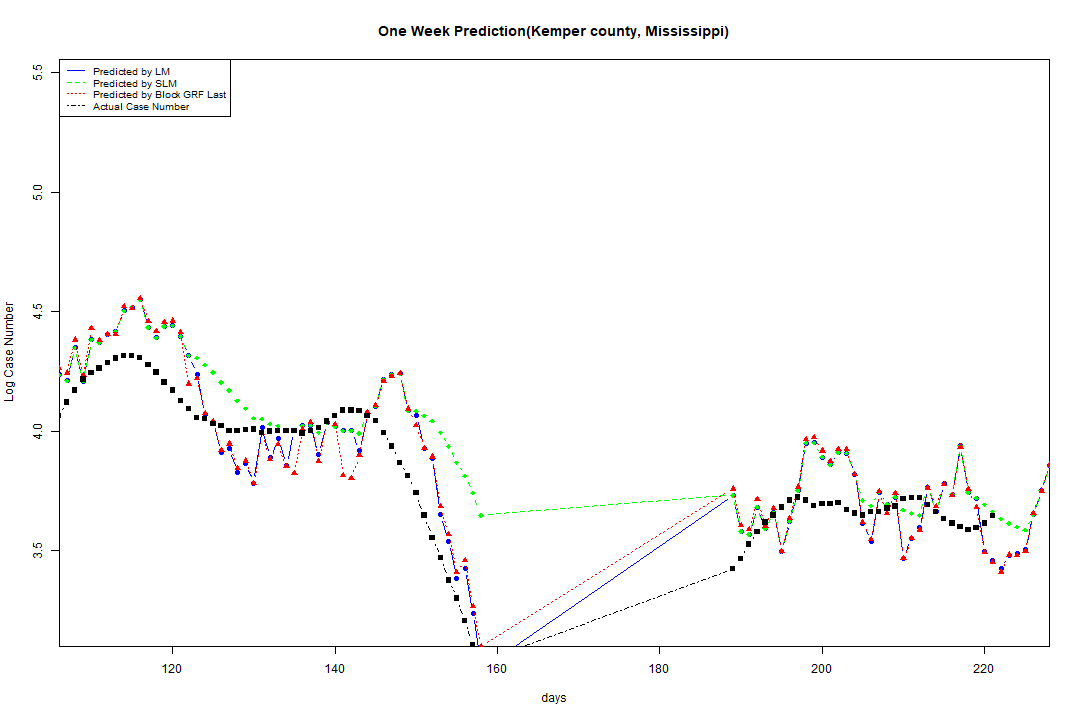 One Week Prediction(Kemper county, Mississippi)
Predicted by LM
Predicted by SLM
Predicted by Block GRF Last
Actual Case Number
5.5
5.0
4.5
4.0
3.5
Log Case Number
120 140 160 180 200 220
days